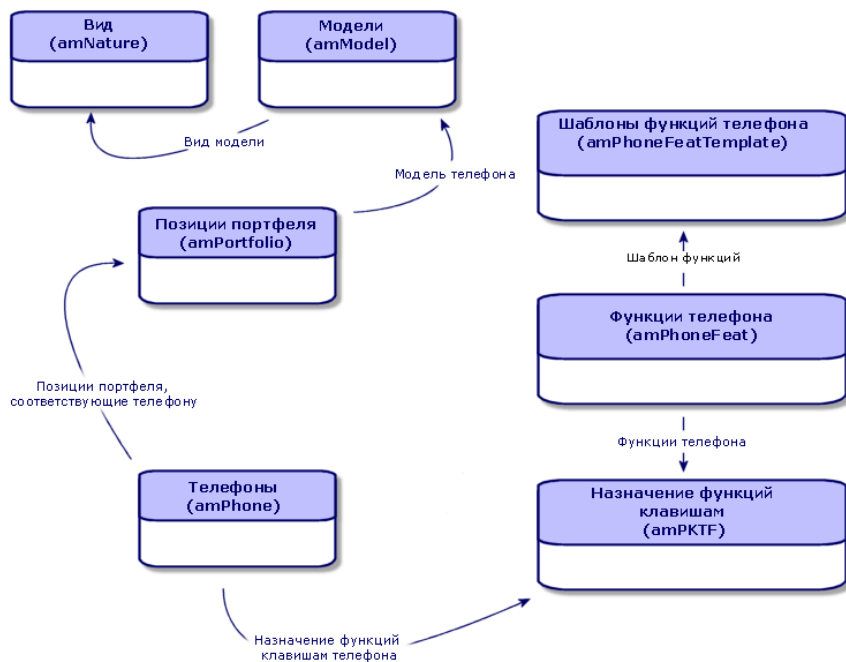 Вид
(amNature)
Модели
(amModel)
Вид модели
Модель телефона
Шаблоны функций телефона
(amPhoneFeatTemplate)
Позиции портфеля
(amPortfolio)
Шаблон функций
Функции телефона
(amPhoneFeat)
Позиции портфеля,
соответствующие телефону
Функции телефона
Телефоны
(amPhone)
Назначение функций
клавишам
(amPKTF)
Назначение функций
клавишам телефона